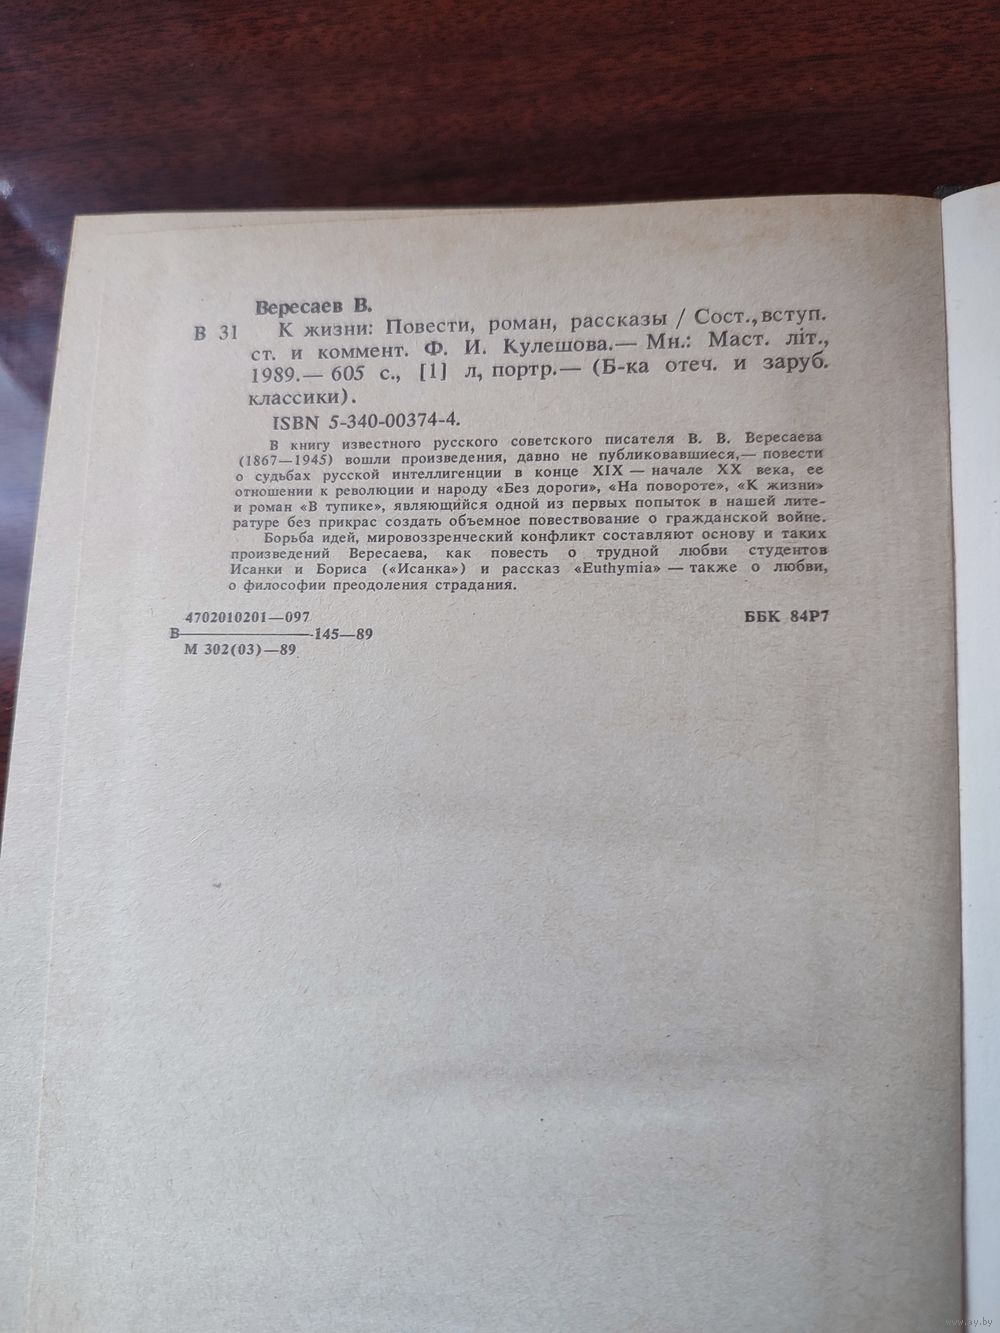 Вересаев В.
В 31 К жизни: Повести, роман, рассказы / Сост., вступ.
ст. и коммент. Ф. И. Кулешова.— Мн.: Маст. літ.,
1989.— 605 с., [1] л, портр.— (Б-ка отеч. и заруб.
классики).
ISBN 5-340-00374-4.
В книгу известного русского советского писателя В. В. Вересаева
(1867—1945) вошли произведения, давно не публиковавшиеся,— повести
о судьбах русской интеллигенции в конце XIX — начале XX века, ее
отношении к революции и народу «Без дороги», «На повороте», «К жизни»
и роман «В тупике», являющийся одной из первых попыток в нашей лите-
ратуре без прикрас создать объемное повествование о гражданской войне.
Борьба идей, мировоззренческий конфликт составляют основу и таких
произведений Вересаева, как повесть о трудной любви студентов
Исанки и Бориса («Исанка») и рассказ «Euthymia» — также о любви,
о философии преодоления страдания.
4702010201—097 ББК 84Р7
В—————145—89
М 302(03)—89
www.ay.by